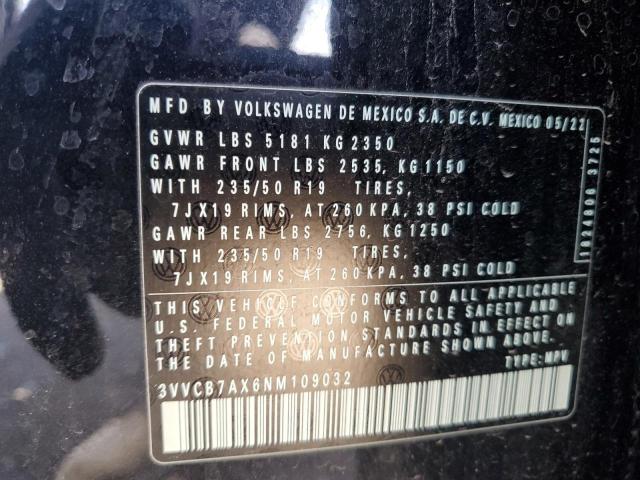 MFD BY VOLKSWAGEN DE MEXICO S.A. DE C.V. MEXICO 05/22
GVWR LBS 5181 KG 2350
GAWR FRONT LBS 2535, KG 1150
WITH 235/50 R19 TIRES,
7JX19 RIMS, AT 260 KPA, 38 PSI COLD
GAWR REAR LBS 2756, KG 1250
WITH 235/50 R19 TIRES,
7JX19 RIMS, AT 260 KPA, 38 PSI COLD
THIS VEHICLE CONFORMS TO ALL APPLICABLE
U.S. FEDERAL MOTOR VEHICLE SAFETY AND
THEFT PREVENTION STANDARDS IN EFFECT ON
THE DATE OF MANUFACTURE SHOWN ABOVE.
TYPE: MPV
3VVCB7AX6NM109032
1024806 3725